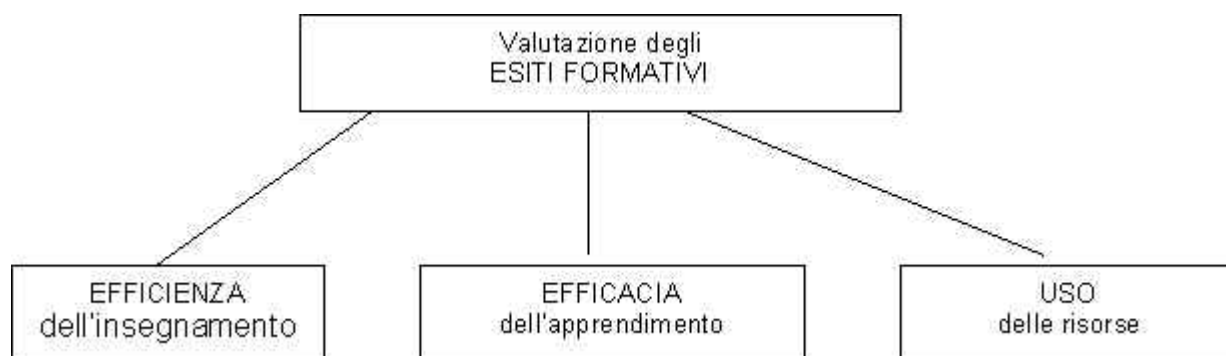 Valutazione degli
ESITI FORMATIVI
EFFICIENZA
dell'insegnamento
EFFICACIA
dell'apprendimento
USO
delle risorse